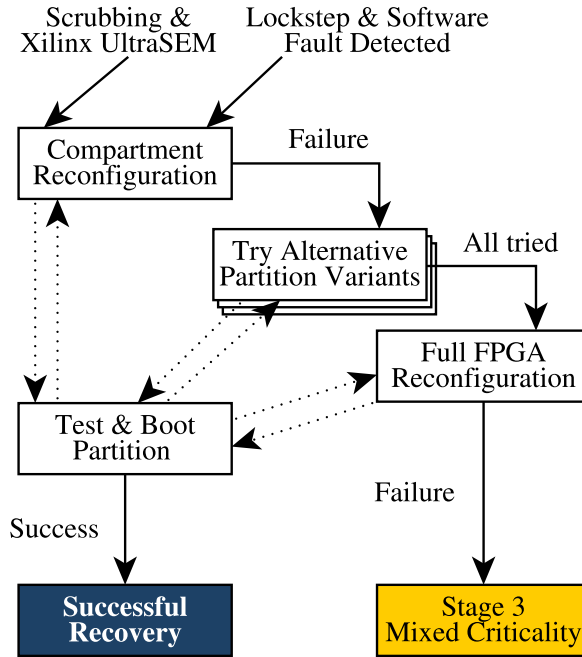 Scrubbing &
Xilinx UltraSEM
Lockstep & Software
Fault Detected
Compartment
Reconfiguration
Failure
Try Alternative
Partition Variants
All tried
Full FPGA
Reconfiguration
Test & Boot
Partition
Failure
Success
Successful
Recovery
Stage 3
Mixed Criticality